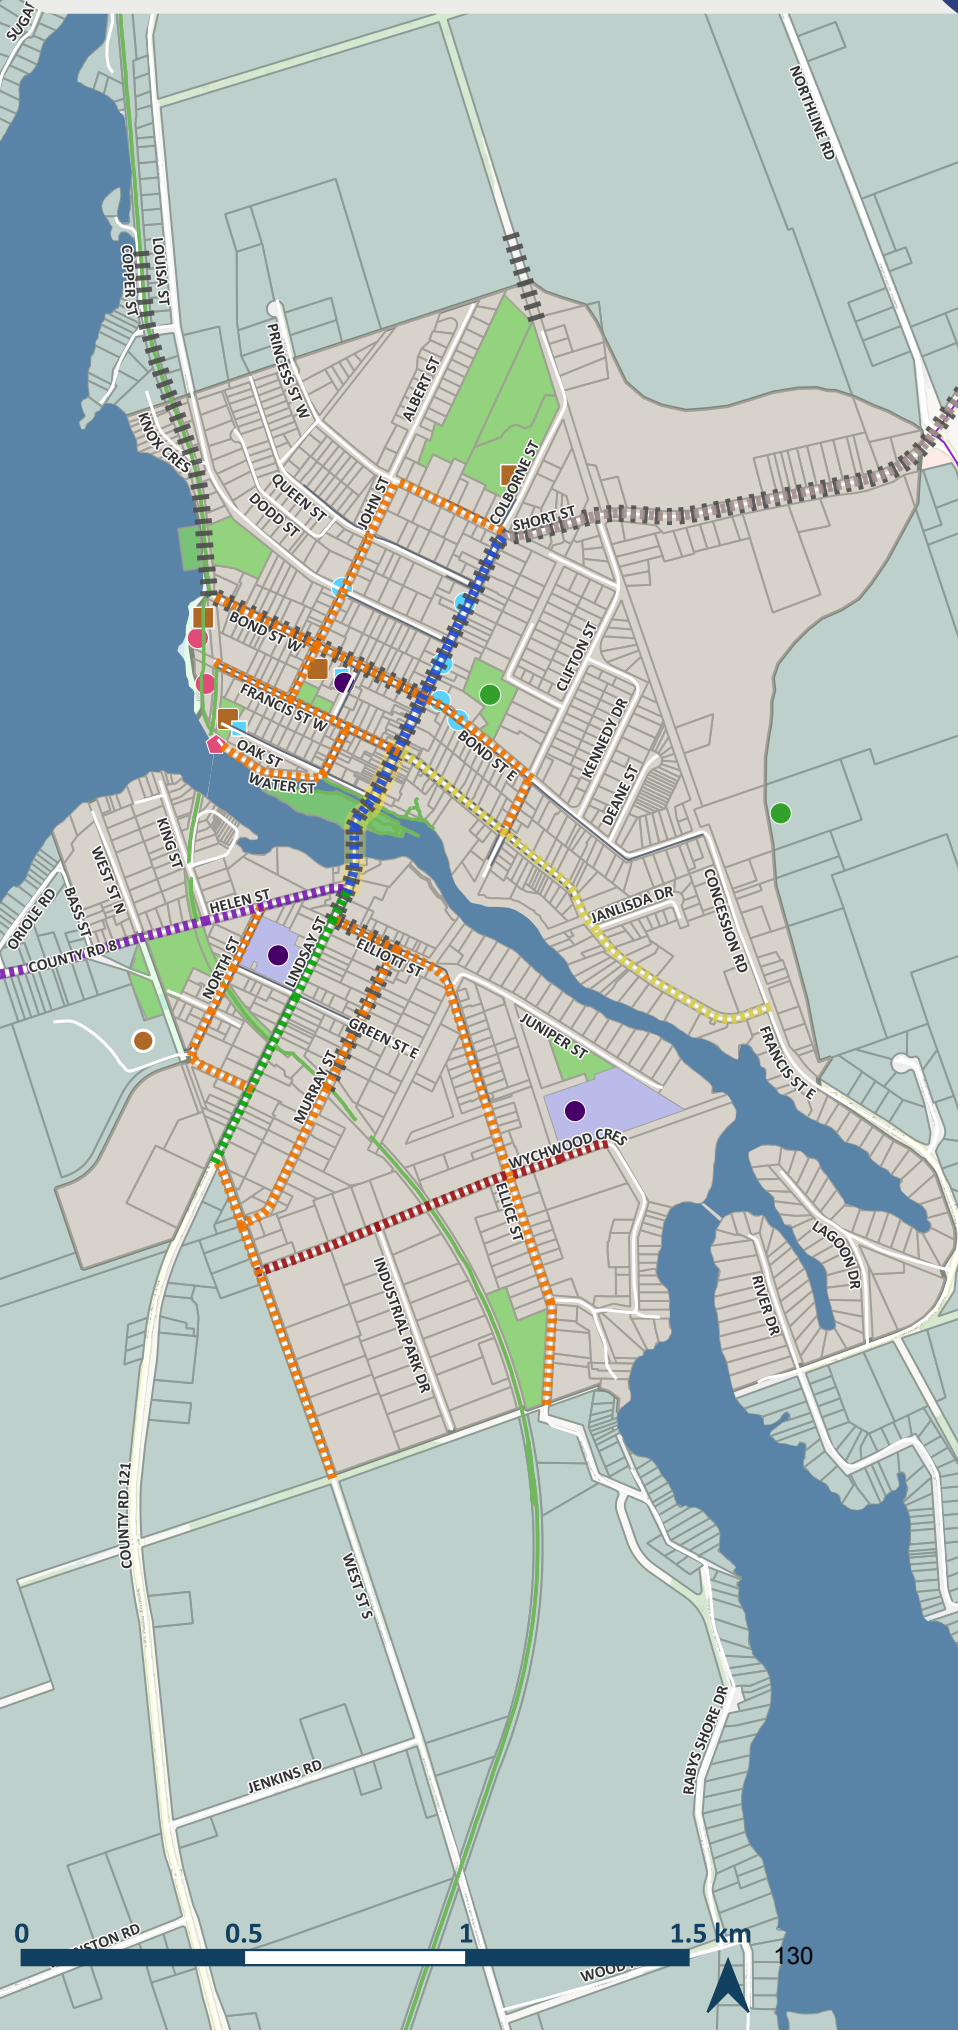 SUGAR
NORTHLINE RD
COPPER ST
LOUISA ST
PRINCESS ST W
ALBERT ST
KNOX CRES
QUEEN ST
DODD ST
JOHN ST
COLBORNE ST
SHORT ST
BOND ST W
CLIFTON ST
FRANCIS ST W
KENNEDY DR
OAK ST
BOND ST E
WATER ST
DEANE ST
KING ST
WEST ST N
BASS ST
ORIOLE RD
HELEN ST
COUNTY RD 8
JANLISDA DR
CONCESSION RD
LINDSAY ST
ELLIOTT ST
NORTH ST
GREEN ST E
JUNIPER ST
MURRAY ST
FRANCIS ST E
WYCHWOOD CRES
ELLICE ST
LAGOON DR
RIVER DR
INDUSTRIAL PARK DR
COUNTY RD 121
WEST ST S
RABYS SHORE DR
JENKINS RD
0 0.5 1 1.5 km
130